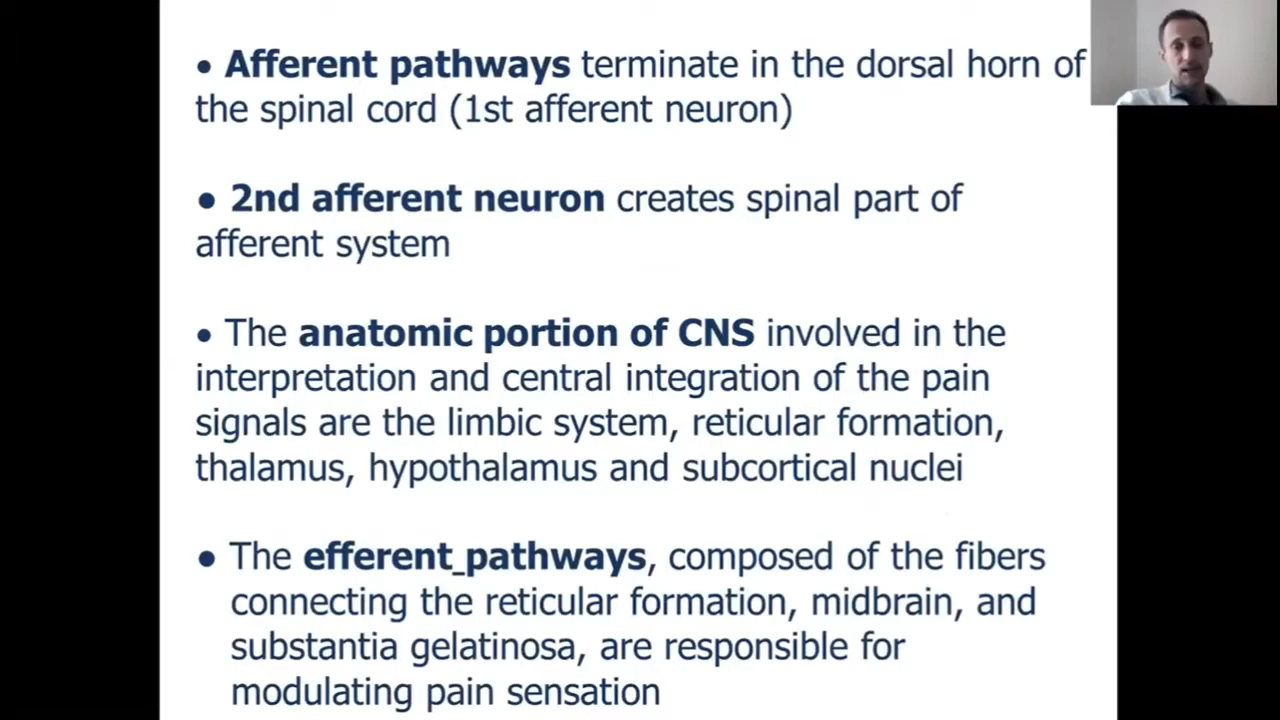 • Afferent pathways terminate in the dorsal horn of
the spinal cord (1st afferent neuron)
• 2nd afferent neuron creates spinal part of
afferent system
• The anatomic portion of CNS involved in the
interpretation and central integration of the pain
signals are the limbic system, reticular formation,
thalamus, hypothalamus and subcortical nuclei
• The efferent_pathways, composed of the fibers
connecting the reticular formation, midbrain, and
substantia gelatinosa, are responsible for
modulating pain sensation